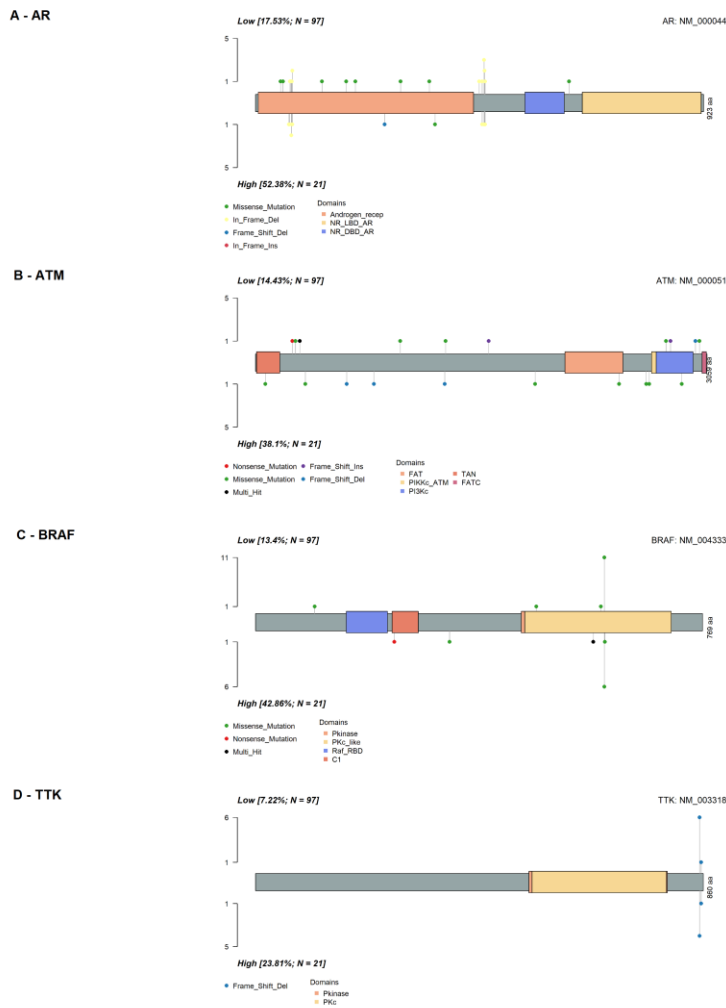 A - AR
Low [17.53%; N = 97]
AR: NM_000044
5
1
923 aa
1
5
High [52.38%; N = 21]
Missense_Mutation
In_Frame_Del
Frame_Shift_Del
In_Frame_Ins
Domains
Androgen_recep
NR_LBD_AR
NR_DBD_AR
B - ATM
Low [14.43%; N = 97]
ATM: NM_000051
5
1
3059 aa
1
5
High [38.1%; N = 21]
Nonsense_Mutation
Missense_Mutation
Multi_Hit
Frame_Shift_Ins
Frame_Shift_Del
Domains
FAT
PIKKc_ATM
PI3Kc
TAN
FATC
C - BRAF
Low [13.4%; N = 97]
BRAF: NM_004333
11
1
769 aa
1
6
High [42.86%; N = 21]
Missense_Mutation
Nonsense_Mutation
Multi_Hit
Domains
Pkinase
PKc_like
Raf_RBD
C1
D - TTK
Low [7.22%; N = 97]
TTK: NM_003318
6
1
860 aa
1
5
High [23.81%; N = 21]
Frame_Shift_Del
Domains
Pkinase
PKc